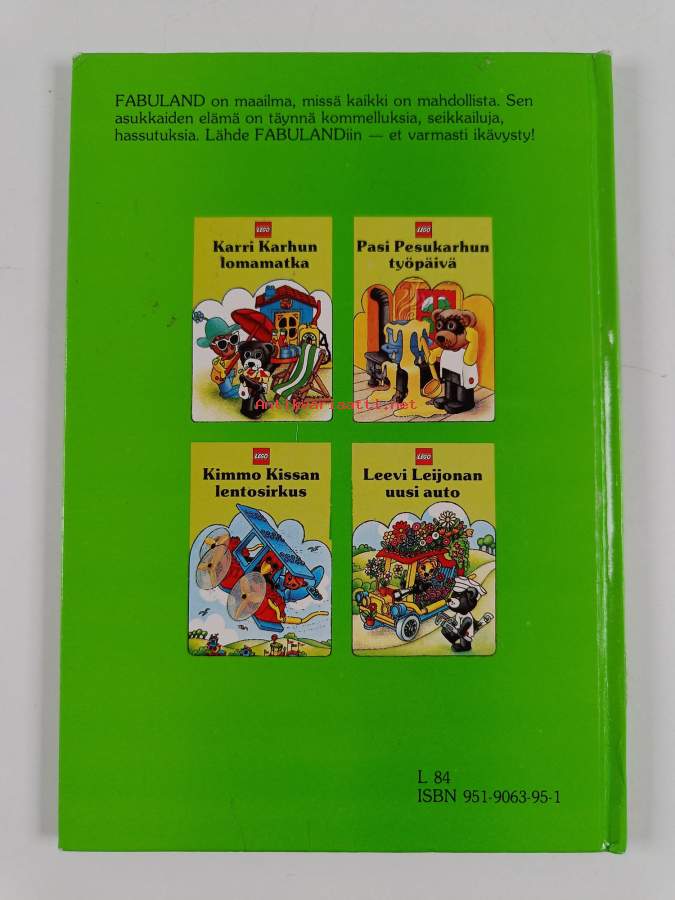 FABULAND on maailma, missä kaikki on mahdollista. Sen
asukkaiden elämä on täynnä kommelluksia, seikkailuja,
hassutuksia. Lähde FABULANDiin — et varmasti ikävysty!
LEGO
Karri Karhun
lomamatka
LEGO
Pasi Pesukarhun
työpäivä
Antikvariaatti.net
LEGO
Kimmo Kissan
lentosirkus
LEGO
Leevi Leijonan
uusi auto
L 84
ISBN 951-9063-95-1